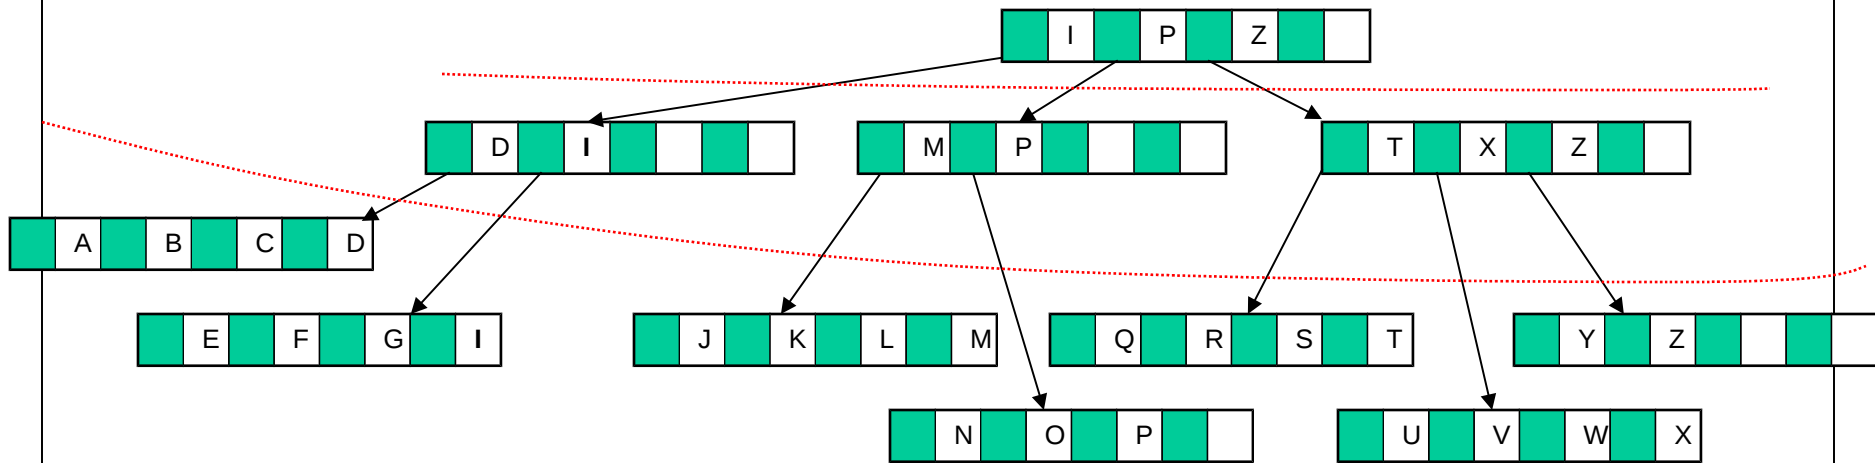 I P Z
D I
M P
T X Z
A B C D
E F G I
J K L M
Q R S T
Y Z
N O P
U V W X